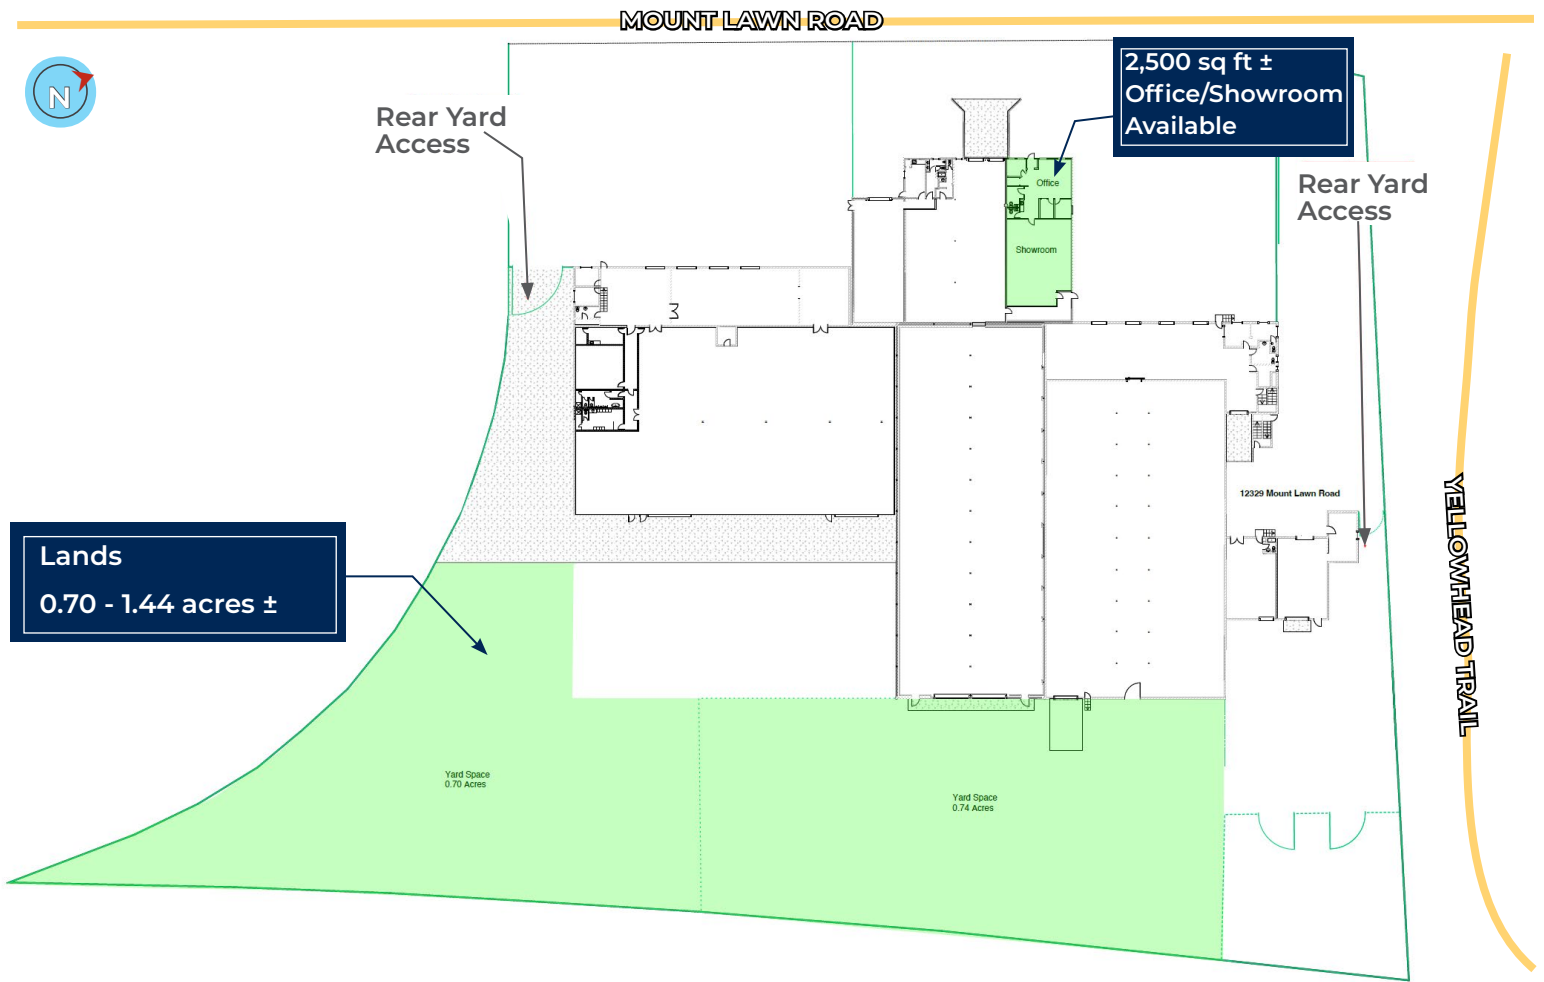 MOUNT LAWN ROAD
N
Rear Yard
Access
2,500 sq ft ±
Office/Showroom
Available
Rear Yard
Access
Office
Showroom
12329 Mount Lawn Road
YELLOWHEAD TRAIL
Lands
0.70 - 1.44 acres ±
Yard Space
0.70 Acres
Yard Space
0.74 Acres